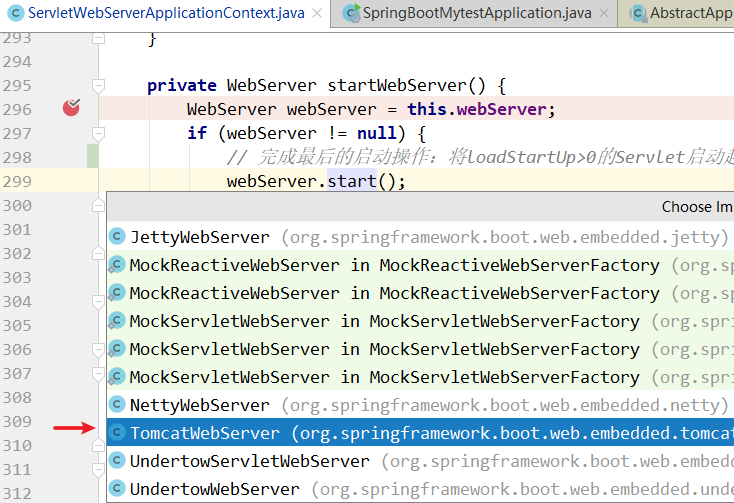 ServletWebServerApplicationContext.java × SpringBootMytestApplication.java × AbstractApp
293 }
294
295 private WebServer startWebServer() {
296 WebServer webServer = this.webServer;
297 if (webServer != null) {
298 // 完成最后的启动操作：将loadStartUp>0的Servlet启动起
299 webServer.start();
300 Choose Im
301 JettyWebServer (org.springframework.boot.web.embedded.jetty)
302 MockReactiveWebServer in MockReactiveWebServerFactory (org.sp
303 MockReactiveWebServer in MockReactiveWebServerFactory (org.sp
304
305 MockServletWebServer in MockServletWebServerFactory (org.spri
306 MockServletWebServer in MockServletWebServerFactory (org.spri
307 MockServletWebServer in MockServletWebServerFactory (org.spri
308 NettyWebServer (org.springframework.boot.web.embedded.netty)
309 TomcatWebServer (org.springframework.boot.web.embedded.tomcat
310
311 UndertowServletWebServer (org.springframework.boot.web.embed
312 UndertowWebServer (org.springframework.boot.web.embedded.unde